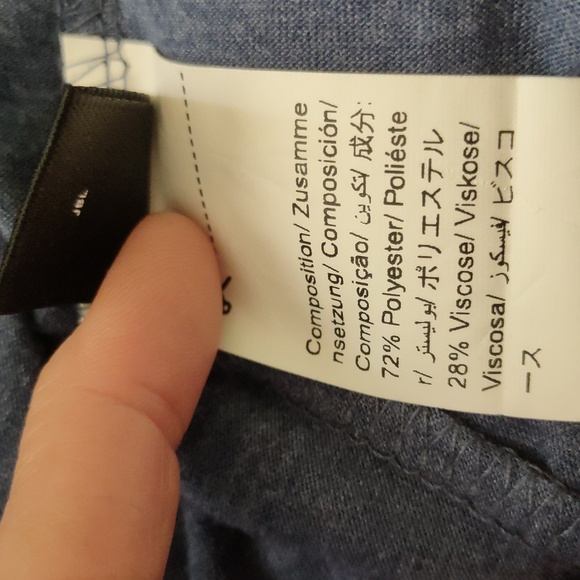 Composition/ Zusamme
nsetzung/ Composición/
Composição/ تكوين/ 成分:
72% Polyester/ Poliéste
r/ بوليستر/ ポリエステル
28% Viscose/ Viskose/
Viscosa/ فيسكوز/ ビスコ
ース